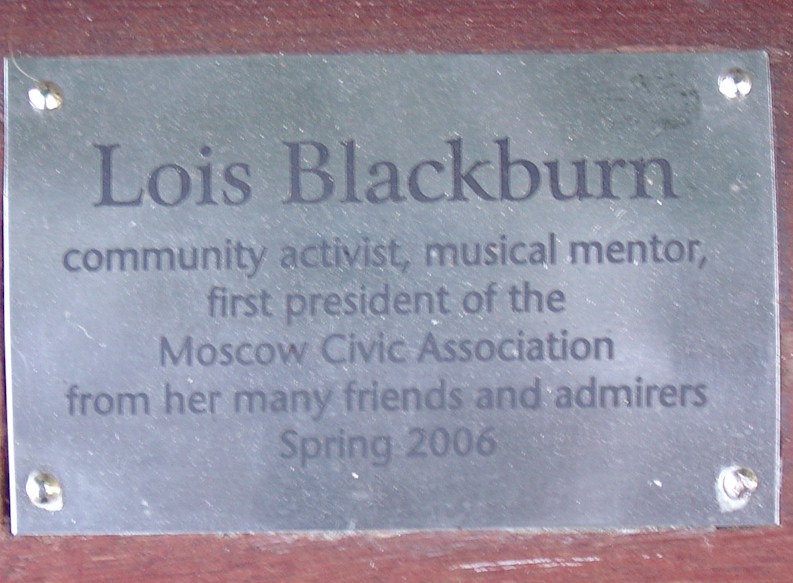 Lois Blackburn
community activist, musical mentor,
first president of the
Moscow Civic Association
from her many friends and admirers
Spring 2006